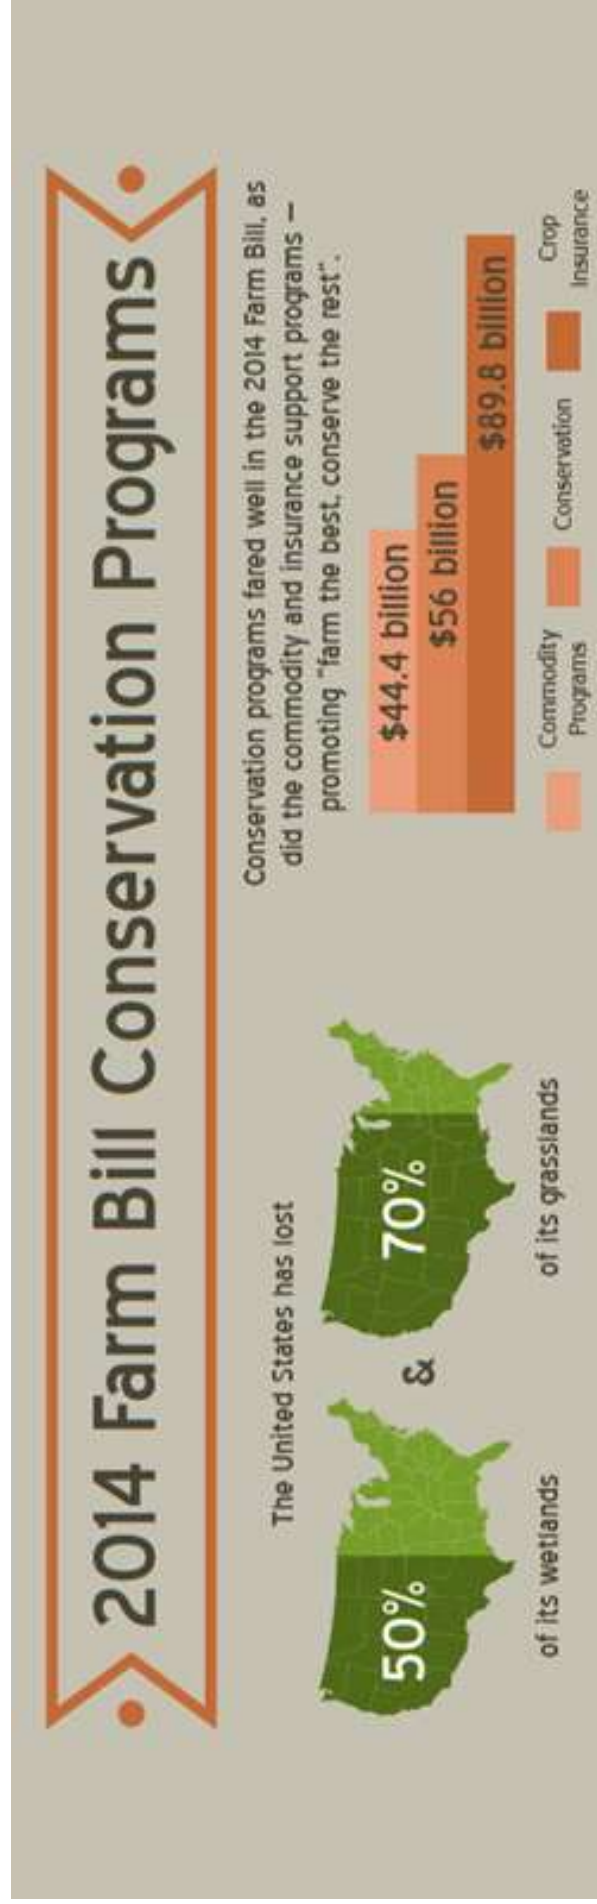 2014 Farm Bill Conservation Programs
The United States has lost
50%
of its wetlands
&
70%
of its grasslands
Conservation programs fared well in the 2014 Farm Bill, as
did the commodity and insurance support programs —
promoting "farm the best, conserve the rest".
$44.4 billion
$56 billion
$89.8 billion
Commodity
Programs
Conservation
Crop
Insurance